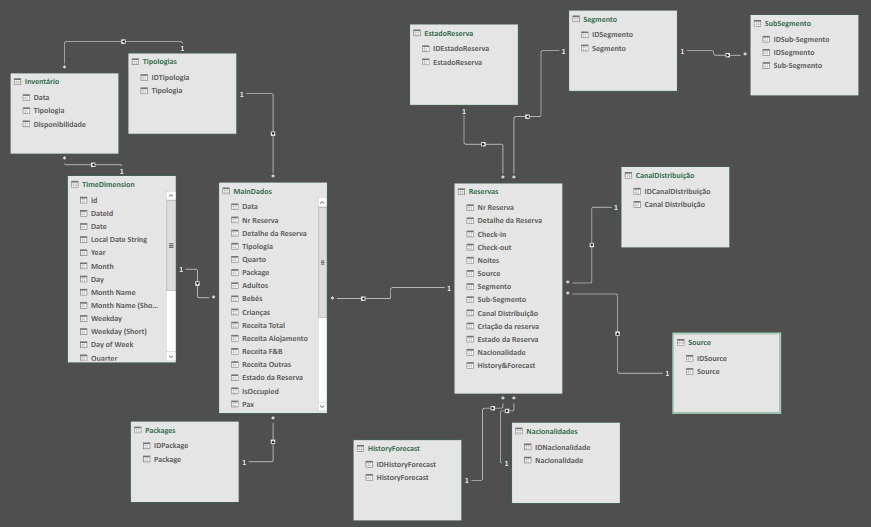 Inventário
Data
Tipologia
Disponibilidade
1
Tipologias
IDTipologia
Tipologia
1
1
TimeDimension
Id
DateId
Date
Local Date String
Year
Month
Day
Month Name
Month Name (Sho...
Weekday
Weekday (Short)
Day of Week
Quarter
1
MainDados
Data
Nr Reserva
Detalhe da Reserva
Tipologia
Quarto
Package
Adultos
Bebés
Crianças
Receita Total
Receita Alojamento
Receita F&B
Receita Outras
Estado da Reserva
IsOccupied
Pax
1
Packages
IDPackage
Package
1
EstadoReserva
IDEstadoReserva
EstadoReserva
1
Segmento
IDSegmento
Segmento
1
1
SubSegmento
IDSub-Segmento
IDSegmento
Sub-Segmento
Reservas
Nr Reserva
Detalhe da Reserva
Check-in
Check-out
Noites
Source
Segmento
Sub-Segmento
Canal Distribuição
Criação da reserva
Estado da Reserva
Nacionalidade
History&Forecast
1
CanalDistribuição
IDCanalDistribuição
Canal Distribuição
1
Source
IDSource
Source
HistoryForecast
IDHistoryForecast
HistoryForecast
1
1
Nacionalidades
IDNacionalidade
Nacionalidade